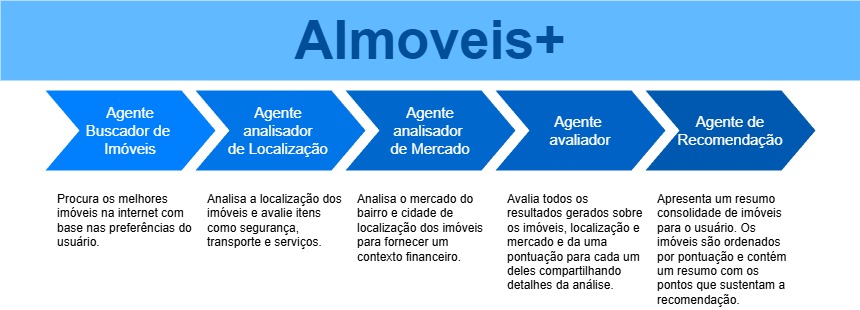 AImoveis+
Agente
Buscador de
Imóveis
Agente
analisador
de Localização
Agente
analisador
de Mercado
Agente
avaliador
Agente de
Recomendação
Procura os melhores
imóveis na internet com
base nas preferências do
usuário.
Analisa a localização dos
imóveis e avalie itens
como segurança,
transporte e serviços.
Analisa o mercado do
bairro e cidade de
localização dos imóveis
para fornecer um
contexto financeiro.
Avalia todos os
resultados gerados sobre
os imóveis, localização e
mercado e da uma
pontuação para cada um
deles compartilhando
detalhes da análise.
Apresenta um resumo
consolidade de imóveis
para o usuário. Os
imóveis são ordenados
por pontuação e contém
um resumo com os
pontos que sustentam a
recomendação.